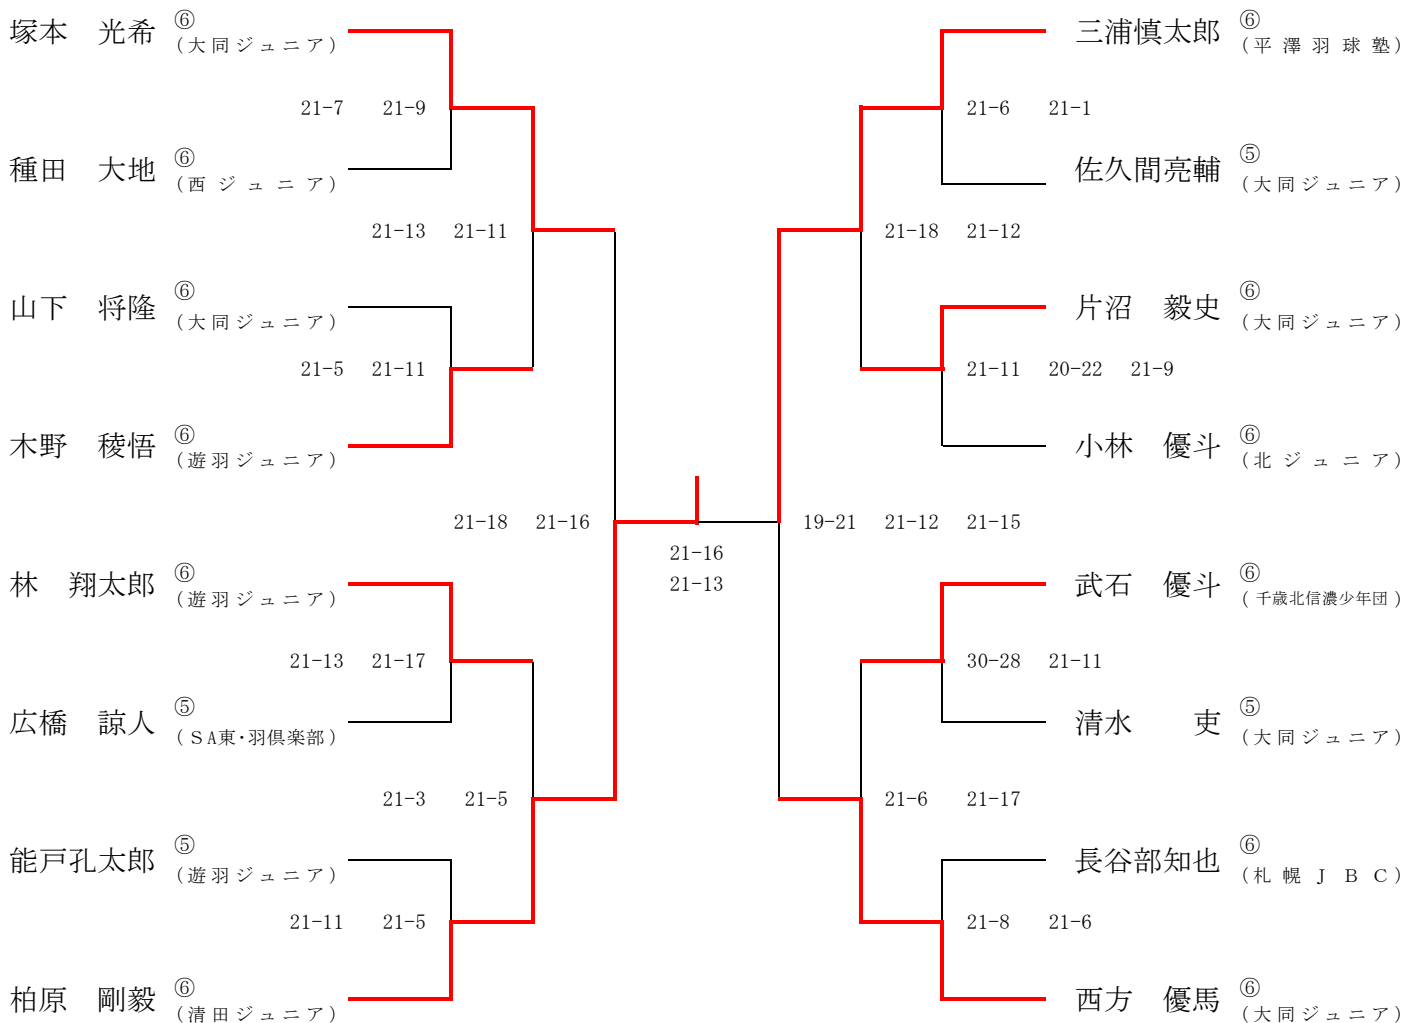 塚本　光希 ⑥
(大同ジュニア)
21-7 21-9
種田　大地 ⑥
(西ジュニア)
21-13 21-11
山下　将隆 ⑥
(大同ジュニア)
21-5 21-11
木野　稜悟 ⑥
(遊羽ジュニア)
21-18 21-16
林　翔太郎 ⑥
(遊羽ジュニア)
21-13 21-17
広橋　諒人 ⑤
(ＳA東・羽倶楽部)
21-3 21-5
能戸孔太郎 ⑤
(遊羽ジュニア)
21-11 21-5
柏原　剛毅 ⑥
(清田ジュニア)
21-16
21-13
三浦慎太郎 ⑥
(平澤羽球塾)
21-6 21-1
佐久間亮輔 ⑤
(大同ジュニア)
21-18 21-12
片沼　毅史 ⑥
(大同ジュニア)
21-11 20-22 21-9
小林　優斗 ⑥
(北ジュニア)
19-21 21-12 21-15
武石　優斗 ⑥
(千歳北信濃少年団)
30-28 21-11
清水　　吏 ⑤
(大同ジュニア)
21-6 21-17
長谷部知也 ⑥
(札幌ＪＢＣ)
21-8 21-6
西方　優馬 ⑥
(大同ジュニア)